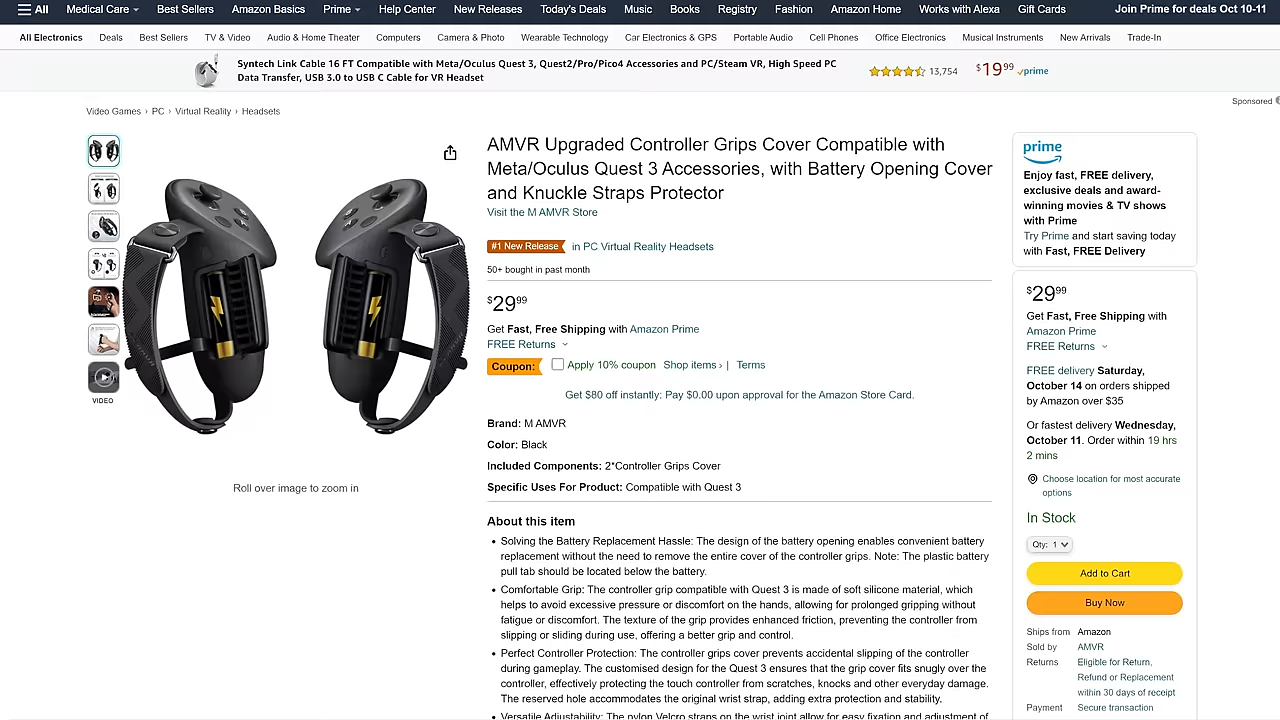 All Medical Care Best Sellers Amazon Basics Prime Help Center New Releases Today's Deals Music Books Registry Fashion Amazon Home Works with Alexa Gift Cards Join Prime for deals Oct 10-11
All Electronics Deals Best Sellers TV & Video Audio & Home Theater Computers Camera & Photo Wearable Technology Car Electronics & GPS Portable Audio Cell Phones Office Electronics Musical Instruments New Arrivals Trade-In
Syntech Link Cable 16 FT Compatible with Meta/Oculus Quest 3, Quest2/Pro/Pico4 Accessories and PC/Steam VR, High Speed PC
Data Transfer, USB 3.0 to USB C Cable for VR Headset
13,754 $19.99 prime
Sponsored
Video Games › PC › Virtual Reality › Headsets
AMVR Upgraded Controller Grips Cover Compatible with
Meta/Oculus Quest 3 Accessories, with Battery Opening Cover
and Knuckle Straps Protector
Visit the M AMVR Store
#1 New Release in PC Virtual Reality Headsets
50+ bought in past month
$29.99
Get Fast, Free Shipping with Amazon Prime
FREE Returns
Coupon: Apply 10% coupon Shop items › | Terms
Get $80 off instantly: Pay $0.00 upon approval for the Amazon Store Card.
Brand: M AMVR
Color: Black
Included Components: 2*Controller Grips Cover
Specific Uses For Product: Compatible with Quest 3
About this item
• Solving the Battery Replacement Hassle: The design of the battery opening enables convenient battery
replacement without the need to remove the entire cover of the controller grips. Note: The plastic battery
pull tab should be located below the battery.
• Comfortable Grip: The controller grip compatible with Quest 3 is made of soft silicone material, which
helps to avoid excessive pressure or discomfort on the hands, allowing for prolonged gripping without
fatigue or discomfort. The texture of the grip provides enhanced friction, preventing the controller from
slipping or sliding during use, offering a better grip and control.
• Perfect Controller Protection: The controller grips cover prevents accidental slipping of the controller
during gameplay. The customised design for the Quest 3 ensures that the grip cover fits snugly over the
controller, effectively protecting the touch controller from scratches, knocks and other everyday damage.
The reserved hole accommodates the original wrist strap, adding extra protection and stability.
• Versatile Adjustability: The nylon Velcro straps on the wrist joint allow for easy fixation and adjustment of
VIDEO
Roll over image to zoom in
prime
Enjoy fast, FREE delivery,
exclusive deals and award-
winning movies & TV shows
with Prime
Try Prime and start saving today
with Fast, FREE Delivery
$29.99
Get Fast, Free Shipping with
Amazon Prime
FREE Returns
FREE delivery Saturday,
October 14 on orders shipped
by Amazon over $35
Or fastest delivery Wednesday,
October 11. Order within 19 hrs
2 mins
Choose location for most accurate
options
In Stock
Qty: 1
Add to Cart
Buy Now
Ships from Amazon
Sold by AMVR
Returns Eligible for Return,
Refund or Replacement
within 30 days of receipt
Payment Secure transaction